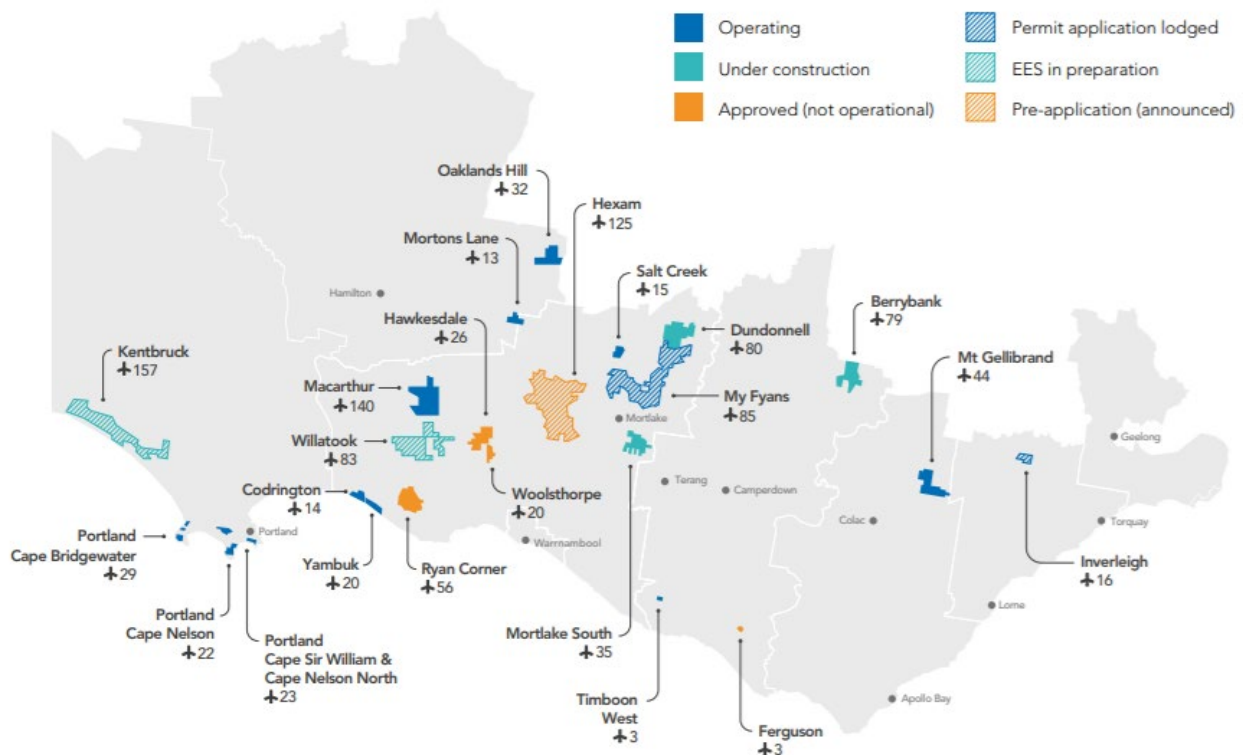 Operating
Under construction
Approved (not operational)
Permit application lodged
EES in preparation
Pre-application (announced)
Oaklands Hill
32
Hexam
125
Mortons Lane
13
Salt Creek
15
Hamilton
Hawkesdale
26
Dundonnell
80
Berrybank
79
Kentbruck
157
Macarthur
140
Mt Gellibrand
44
My Fyans
85
Mortlake
Geelong
Willatook
83
Terang
Camperdown
Codrington
14
Woolsthorpe
20
Colac
Torquay
Portland
Warrnambool
Portland
Cape Bridgewater
29
Yambuk
20
Ryan Corner
56
Inverleigh
16
Lorne
Portland
Cape Nelson
22
Portland
Cape Sir William &
Cape Nelson North
23
Mortlake South
35
Timboon
West
3
Ferguson
3
Apollo Bay